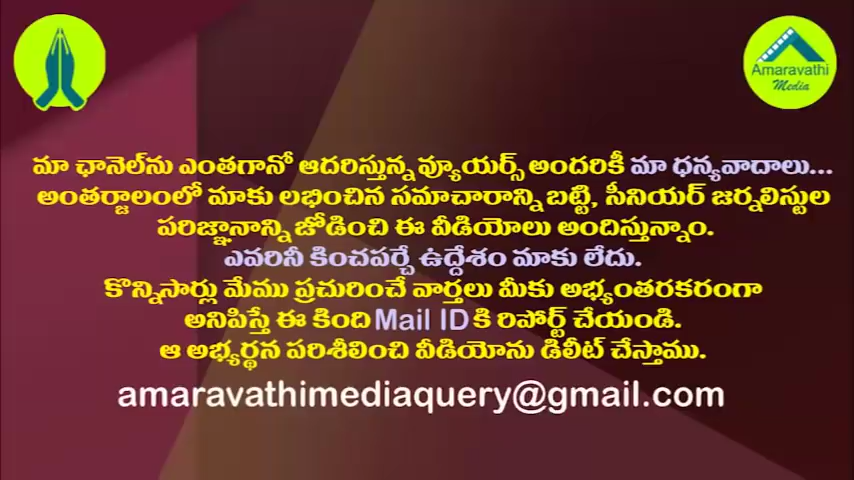 Amaravathi
Media
మా ఛానెల్‌ను ఎంతగానో ఆదరిస్తున్న వ్యూయర్స్ అందరికీ మా ధన్యవాదాలు...
అంతర్జాలంలో మాకు లభించిన సమాచారాన్ని బట్టి, సీనియర్ జర్నలిస్టుల
పరిజ్ఞానాన్ని జోడించి ఈ వీడియోలు అందిస్తున్నాం.
ఎవరినీ కించపర్చే ఉద్దేశం మాకు లేదు.
కొన్నిసార్లు మేము ప్రచురించే వార్తలు మీకు అభ్యంతరకరంగా
అనిపిస్తే ఈ కింది Mail ID కి రిపోర్ట్ చేయండి.
ఆ అభ్యర్థన పరిశీలించి వీడియోను డిలీట్ చేస్తాము.
amaravathimediaquery@gmail.com